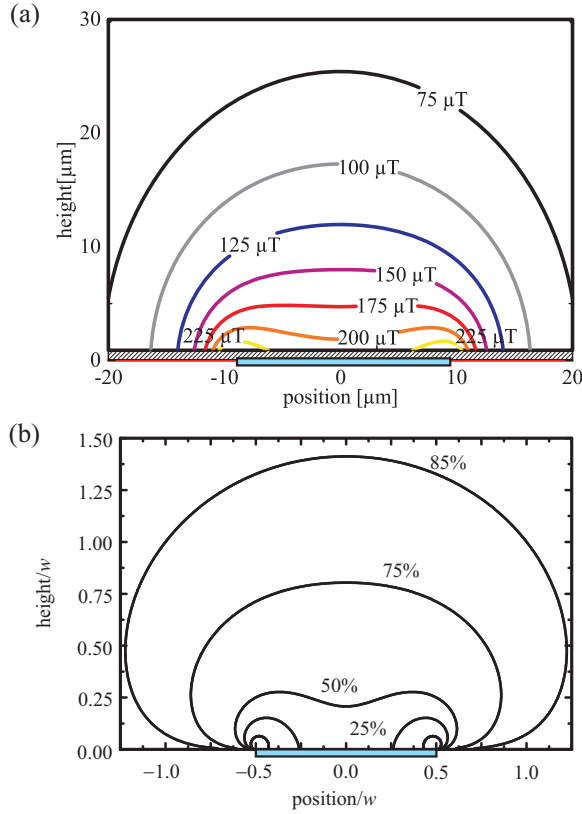 (a)
30
20
10
0
height[µm]
75 µT
100 µT
125 µT
150 µT
175 µT
225 µT
225 µT
200 µT
-20
-10
0
10
20
position [µm]
(b)
1.50
1.25
1.00
0.75
0.50
0.25
0.00
height/w
85%
75%
50%
25%
−1.0
−0.5
0.0
0.5
1.0
position/w